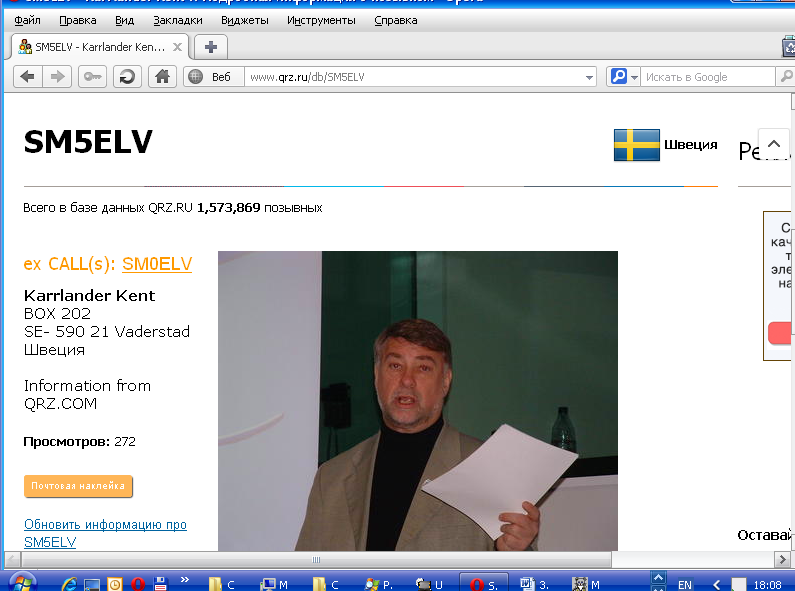 Файл Правка Вид Закладки Виджеты Инструменты Справка
SM5ELV - Karrlander Kent...
Веб www.qrz.ru/db/SM5ELV Искать в Google
SM5ELV
Швеция
Всего в базе данных QRZ.RU 1,573,869 позывных
ex CALL(s): SM0ELV
Karrlander Kent
BOX 202
SE- 590 21 Vaderstad
Швеция
Information from
QRZ.COM
Просмотров: 272
Почтовая наклейка
Обновить информацию про
SM5ELV
Оставай
С М С P. U S. 3. М EN 18:08